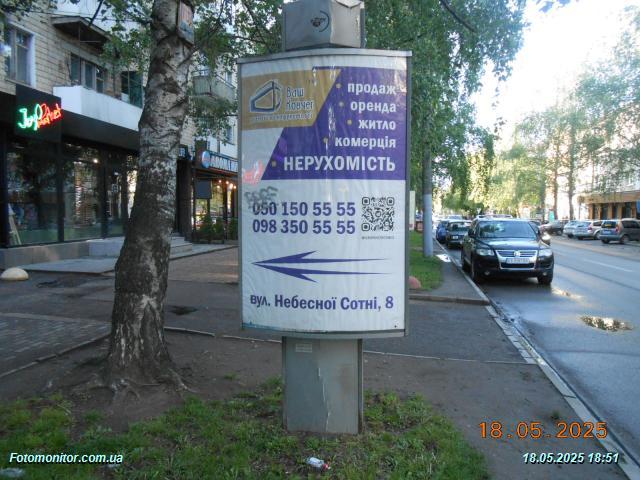 Ваш
Ковчег
продаж
оренда
житло
комерція
НЕРУХОМІСТЬ
050 150 55 55
098 350 55 55
вул. Небесної Сотні, 8
18.05.2025
Fotomonitor.com.ua
18.05.2025 18:51